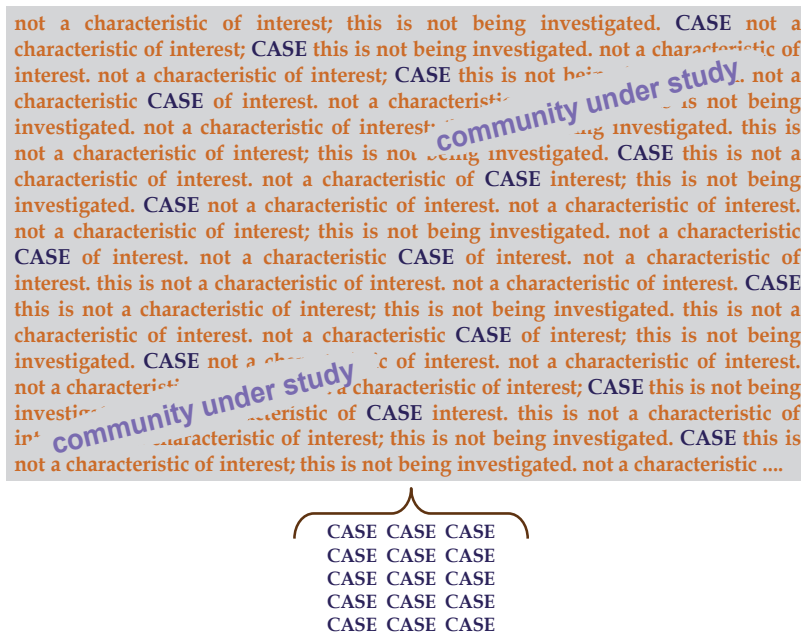 not a characteristic of interest; this is not being investigated. CASE not a
characteristic of interest; CASE this is not being investigated. not a characteristic of
interest. not a characteristic of interest; CASE this is not being not a
characteristic CASE of interest. not a characteristic is not being
investigated. not a characteristic of interest; investigated. this is
community under study
not a characteristic of interest; this is not being investigated. CASE this is not a
characteristic of interest. not a characteristic of CASE interest; this is not being
investigated. CASE not a characteristic of interest. not a characteristic of interest.
not a characteristic of interest; this is not being investigated. not a characteristic
CASE of interest. not a characteristic CASE of interest. not a characteristic of
interest. this is not a characteristic of interest. not a characteristic of interest. CASE
this is not a characteristic of interest; this is not being investigated. this is not a
characteristic of interest. not a characteristic CASE of interest; this is not being
investigated. CASE not a of interest. not a characteristic of interest.
not a characteristic a characteristic of interest; CASE this is not being
community under study
of CASE interest. this is not a characteristic of
characteristic of interest; this is not being investigated. CASE this is
not a characteristic of interest; this is not being investigated. not a characteristic ....
CASE CASE CASE
CASE CASE CASE
CASE CASE CASE
CASE CASE CASE
CASE CASE CASE